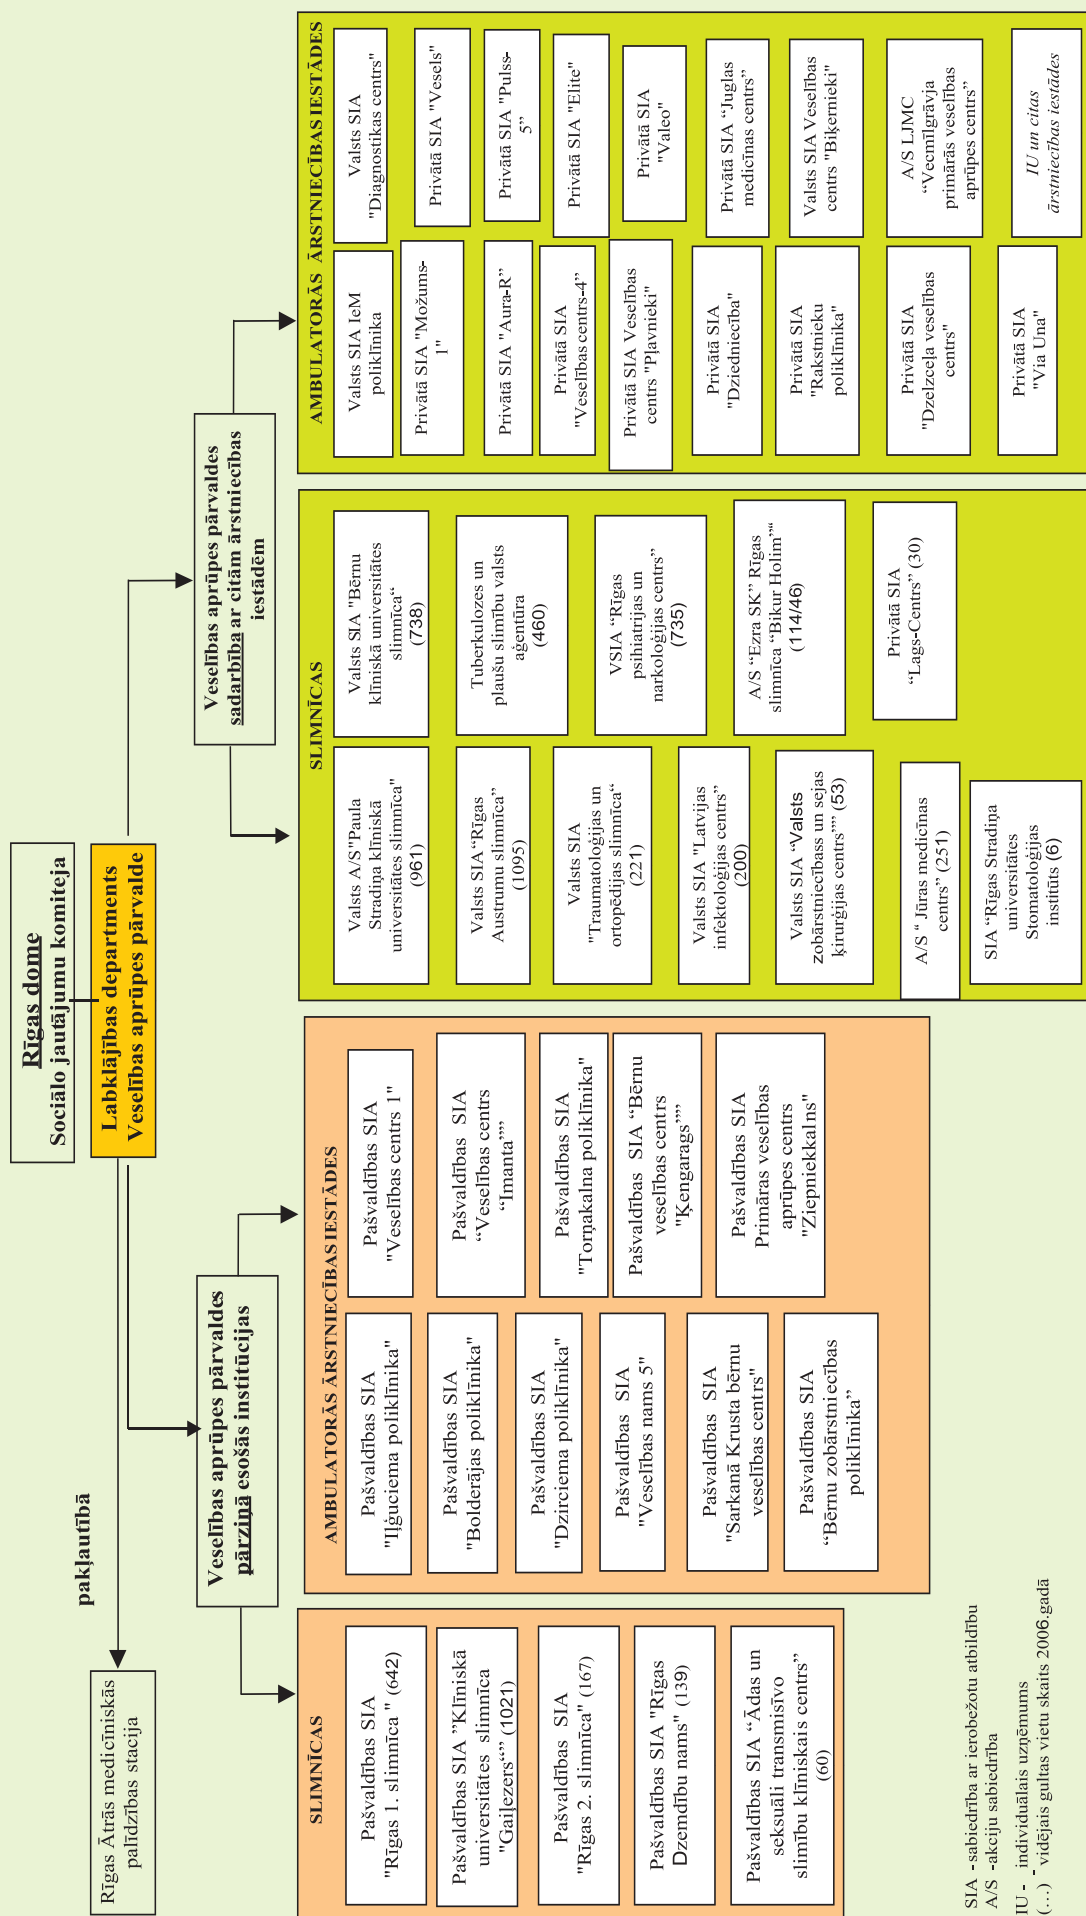 Rīgas dome
Sociālo jautājumu komiteja
Labklājības departments
Veselības aprūpes pārvalde
pakļautībā
Rīgas Ātrās medicīniskās
palīdzības stacija
Veselības aprūpes pārvaldes
pārziņā esošās institūcijas
Veselības aprūpes pārvaldes
sadarbība ar citām ārstniecības
iestādēm
SLIMNĪCAS
Pašvaldības SIA
"Rīgas 1. slimnīca " (642)
Pašvaldības SIA ”Klīniskā
universitātes slimnīca
"Gaiļezers“” (1021)
Pašvaldības SIA
"Rīgas 2. slimnīca" (167)
Pašvaldības SIA "Rīgas
Dzemdību nams" (139)
Pašvaldības SIA “Ādas un
seksuāli transmisīvo
slimību klīniskais centrs”
(60)
AMBULATORĀS ĀRSTNIECĪBAS IESTĀDES
Pašvaldības SIA
"Iļģuciema poliklīnika"
Pašvaldības SIA
"Bolderājas poliklīnika"
Pašvaldības SIA
"Dzirciema poliklīnika"
Pašvaldības SIA
"Veselības nams 5"
Pašvaldības SIA
"Sarkanā Krusta bērnu
veselības centrs"
Pašvaldības SIA
“Bērnu zobārstniecības
poliklīnika”
Pašvaldības SIA
"Veselības centrs 1"
Pašvaldības SIA
“Veselības centrs
“Imanta””
Pašvaldības SIA
"Torņakalna poliklīnika"
Pašvaldības SIA “Bērnu
veselības centrs
"Ķengarags””
Pašvaldības SIA
Primāras veselības
aprūpes centrs
"Ziepniekkalns"
SLIMNĪCAS
Valsts A/S"Paula
Stradiņa klīniskā
universitātes slimnīca"
(961)
Valsts SIA “Rīgas
Austrumu slimnīca”
(1095)
Valsts SIA
"Traumatoloģijas un
ortopēdijas slimnīca“
(221)
Valsts SIA "Latvijas
infektoloģijas centrs”
(200)
Valsts SIA “Valsts
zobārstniecībass un sejas
ķirurģijas centrs”” (53)
A/S “ Jūras medicīnas
centrs” (251)
SIA “Rīgas Stradiņa
universitātes
Stomatoloģijas
institūts (6)
Valsts SIA "Bērnu
klīniskā universitātes
slimnīca“
(738)
Tuberkulozes un
plaušu slimību valsts
aģentūra
(460)
VSIA “Rīgas
psihiatrijas un
narkoloģijas centrs”
(735)
A/S “Ezra SK” Rīgas
slimnīca “Bikur Holim”“
(114/46)
Privātā SIA
“Lags-Centrs” (30)
AMBULATORĀS ĀRSTNIECĪBAS IESTĀDES
Valsts SIA IeM
poliklīnika
Privātā SIA "Možums-
1"
Privātā SIA "Aura-R”
Privātā SIA
"Veselības centrs-4”
Privātā SIA Veselības
centrs "Pļavnieki"
Privātā SIA
"Dziedniecība"
Privātā SIA
"Rakstnieku
poliklīnika"
Privātā SIA
"Dzelzceļa veselības
centrs"
Privātā SIA
"Via Una"
Valsts SIA
"Diagnostikas centrs"
Privātā SIA "Vesels"
Privātā SIA "Pulss-
5”
Privātā SIA "Elite"
Privātā SIA
"Valeo"
Privātā SIA “Juglas
medicīnas centrs”
Valsts SIA Veselības
centrs "Biķernieki"
A/S LJMC
“Vecmīlgrāvja
primārās veselības
aprūpes centrs”
IU un citas
ārstniecības iestādes
SIA -sabiedrība ar ierobežotu atbildību
A/S -akciju sabiedrība
IU - individuālais uzņēmums
(…) - vidējais gultas vietu skaits 2006.gadā